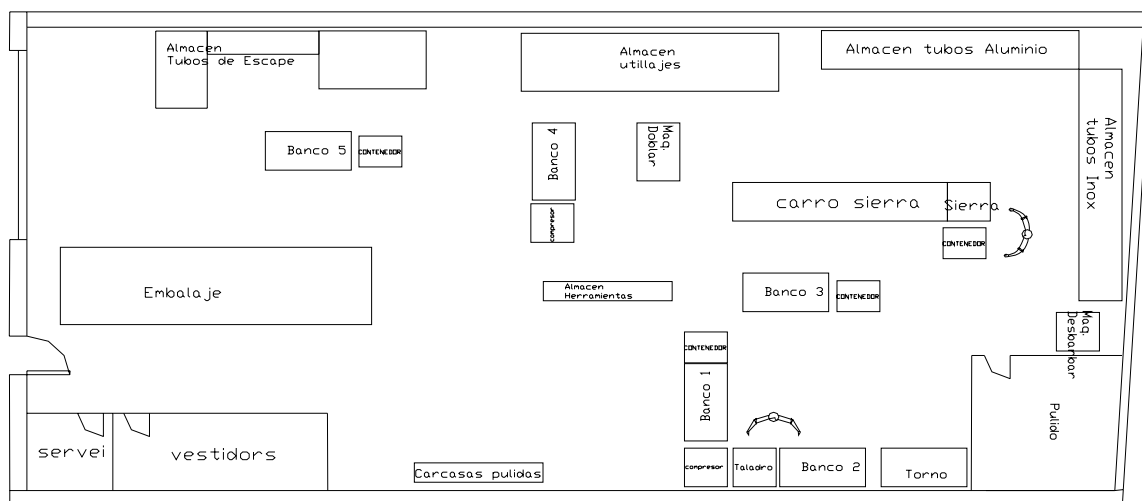 Almacen
Tubos de Escape
Almacen
utillajes
Almacen tubos Aluminio
Almacen
tubos Inox
Banco 5
CONTENEDOR
Banco 4
Maq.
Doblar
compresor
carro sierra
Sierra
CONTENEDOR
Embalaje
Almacen
Herramientas
Banco 3
CONTENEDOR
Maq.
Desbarbar
CONTENEDOR
Banco 1
Pulido
servei
vestidors
Carcasas pulidas
compresor
Taladro
Banco 2
Torno